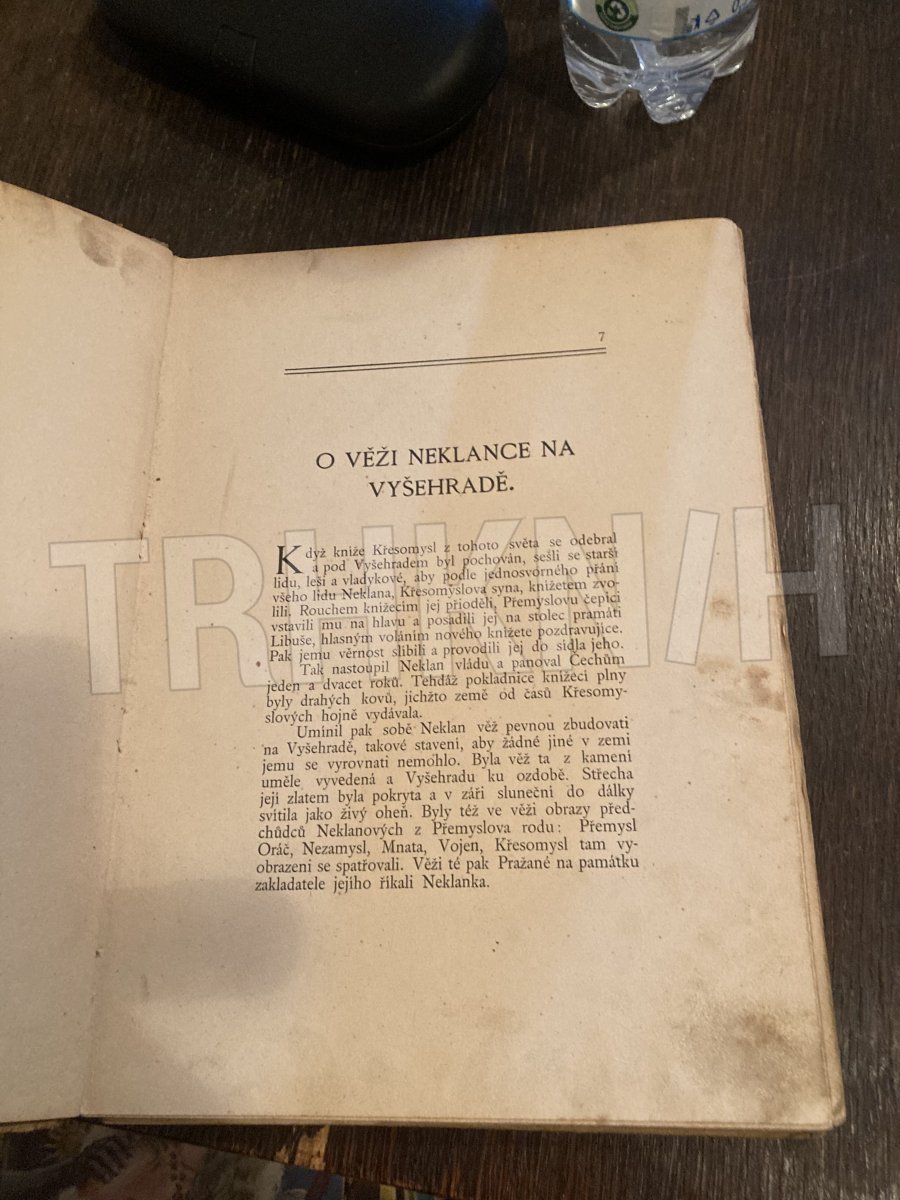 7
O VĚŽI NEKLANCE NA
VYŠEHRADĚ.
Když kníže Křesomysl z tohoto světa se odebral
a pod Vyšehradem byl pochován, sešli se starší
lidu, leši a vladykové, aby podle jednosvorného přání
všeho lidu Neklana, Křesomyslova syna, knížetem zvo-
lili. Rouchem knížecím jej přioděli, Přemyslovu čepici
vstavili mu na hlavu a posadili jej na stolec pramáti
Libuše, hlasným voláním nového knížete pozdravujíce.
Pak jemu věrnost slíbili a provodili jej do sídla jeho.
Tak nastoupil Neklan vládu a panoval Čechům
jeden a dvacet roků. Tehdáž pokladnice knížecí plny
byly drahých kovů, jichžto země od časů Křesomy-
slových hojně vydávala.
Umínil pak sobě Neklan věž pevnou zbudovati
na Vyšehradě, takové stavení, aby žádné jiné v zemi
jemu se vyrovnati nemohlo. Byla věž ta z kamení
uměle vyvedená a Vyšehradu ku ozdobě. Střecha
její zlatem byla pokryta a v záři sluneční do dálky
svítila jako živý oheň. Byly též ve věži obrazy před-
chůdců Neklanových z Přemyslova rodu: Přemysl
Oráč, Nezamysl, Mnata, Vojen, Křesomysl tam vy-
obrazeni se spatřovali. Věži té pak Pražané na památku
zakladatele jejího říkali Neklanka.
TRHKNIH